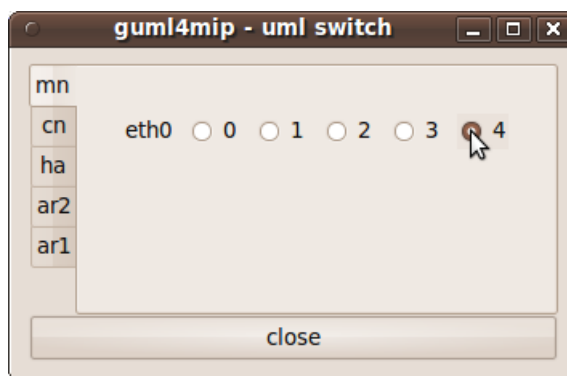 guml4mip - uml switch
mn
eth0 0 1 2 3 4
cn
ha
ar2
ar1
close